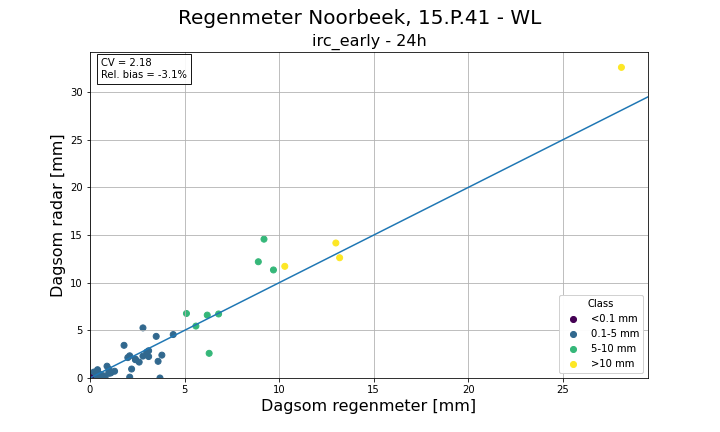 Regenmeter Noorbeek, 15.P.41 - WL
irc_early - 24h
CV = 2.18
Rel. bias = -3.1%
Dagsom radar [mm]
30
25
20
15
10
5
0
0 5 10 15 20 25
Dagsom regenmeter [mm]
Class
<0.1 mm
0.1-5 mm
5-10 mm
>10 mm